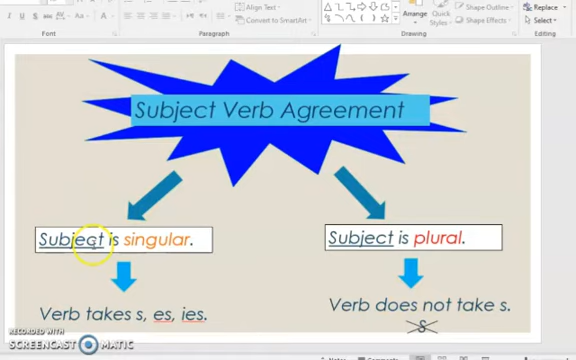 Align Text
Convert to SmartArt
Arrange
Quick
Styles
Shape Outline
Shape Effects
Replace
Select
Font
Paragraph
Drawing
Editing
Subject Verb Agreement
Subject is singular.
Subject is plural.
Verb takes s, es, ies.
Verb does not take s.
s
RECORDED WITH
SCREENCAST MATIC
Notes
Comments